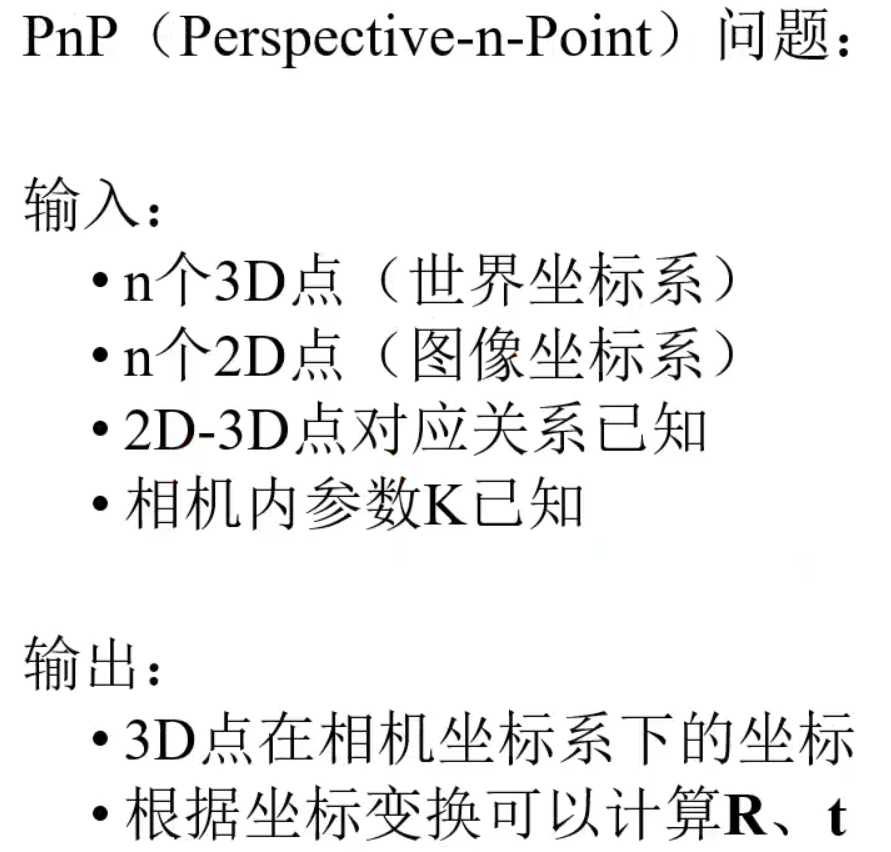 PnP（Perspective-n-Point）问题：
输入：
•n个3D点（世界坐标系）
•n个2D点（图像坐标系）
•2D-3D点对应关系已知
•相机内参数K已知
输出：
•3D点在相机坐标系下的坐标
•根据坐标变换可以计算R、t